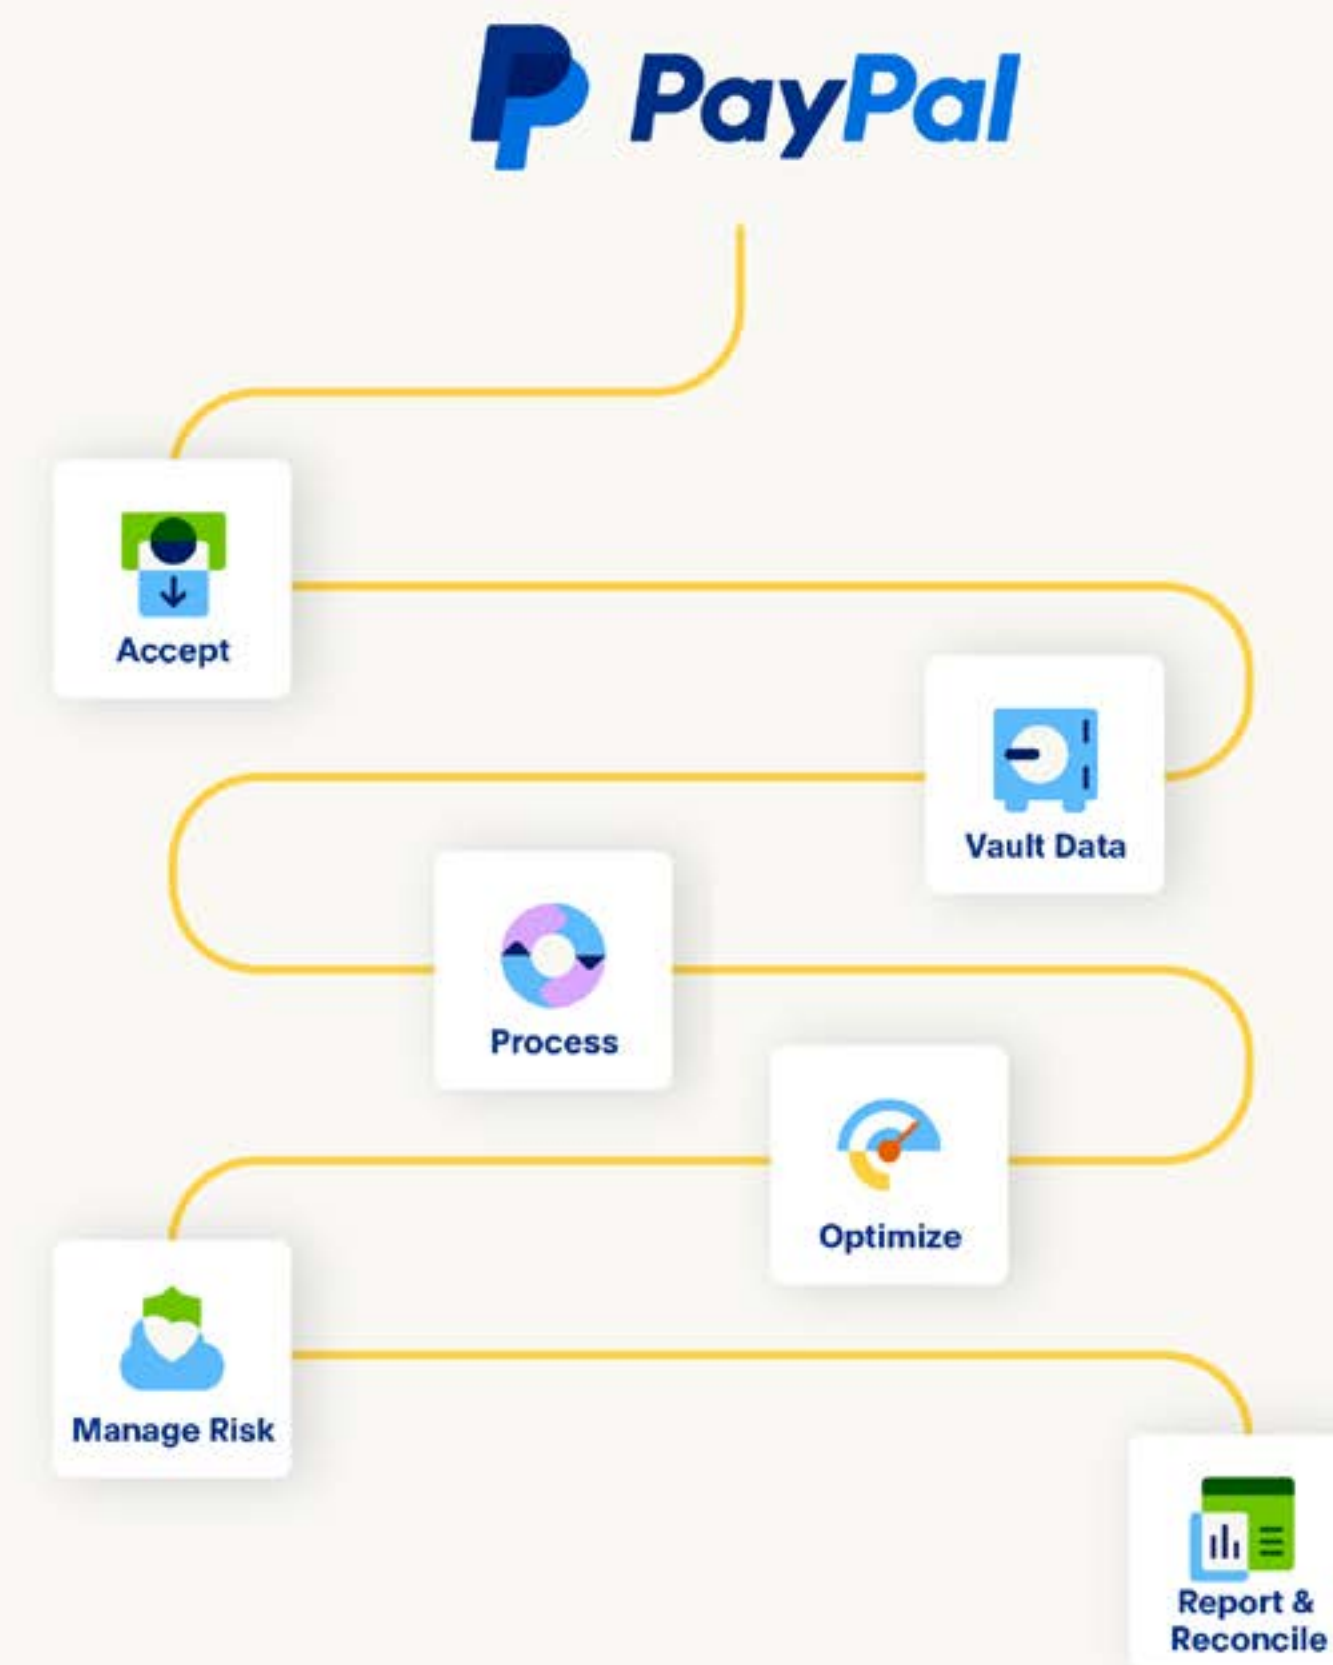 PayPal
Accept
Vault Data
Process
Optimize
Manage Risk
Report &
Reconcile